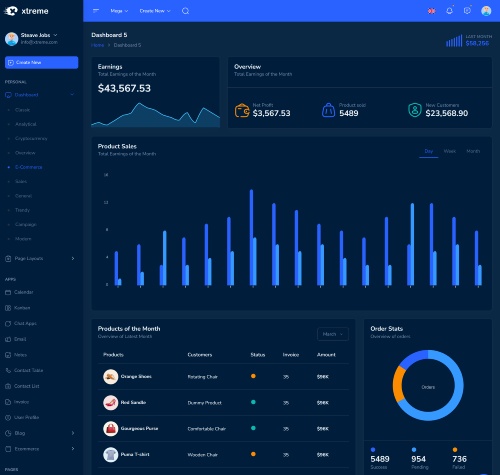 xtreme
Mega
Create New
Steave Jobs
info@xtreme.com
Dashboard 5
Home > Dashboard 5
LAST MONTH
$58,256
Create New
PERSONAL
Dashboard
Classic
Analytical
Cryptocurrency
Overview
E-Commerce
Sales
General
Trendy
Campaign
Modern
Page Layouts
APPS
Calendar
Kanban
Chat Apps
Email
Notes
Contact Table
Contact List
Invoice
User Profile
Blog
Ecommerce
PAGES
Earnings
Total Earnings of the Month
$43,567.53
Overview
Total Earnings of the Month
Net Profit
$3,567.53
Product sold
5489
New Customers
$23,568.90
Product Sales
Total Earnings of the Month
Day
Week
Month
16
12
8
4
0
Products of the Month
Overview of Latest Month
March
Products Customers Status Invoice Amount
Orange Shoes Rotating Chair 35 $96K
Red Sandle Dummy Product 35 $96K
Gourgeous Purse Comfortable Chair 35 $96K
Puma T-shirt Wooden Chair 35 $96K
Order Stats
Overview of orders
Orders
5489 954 736
Success Pending Failed